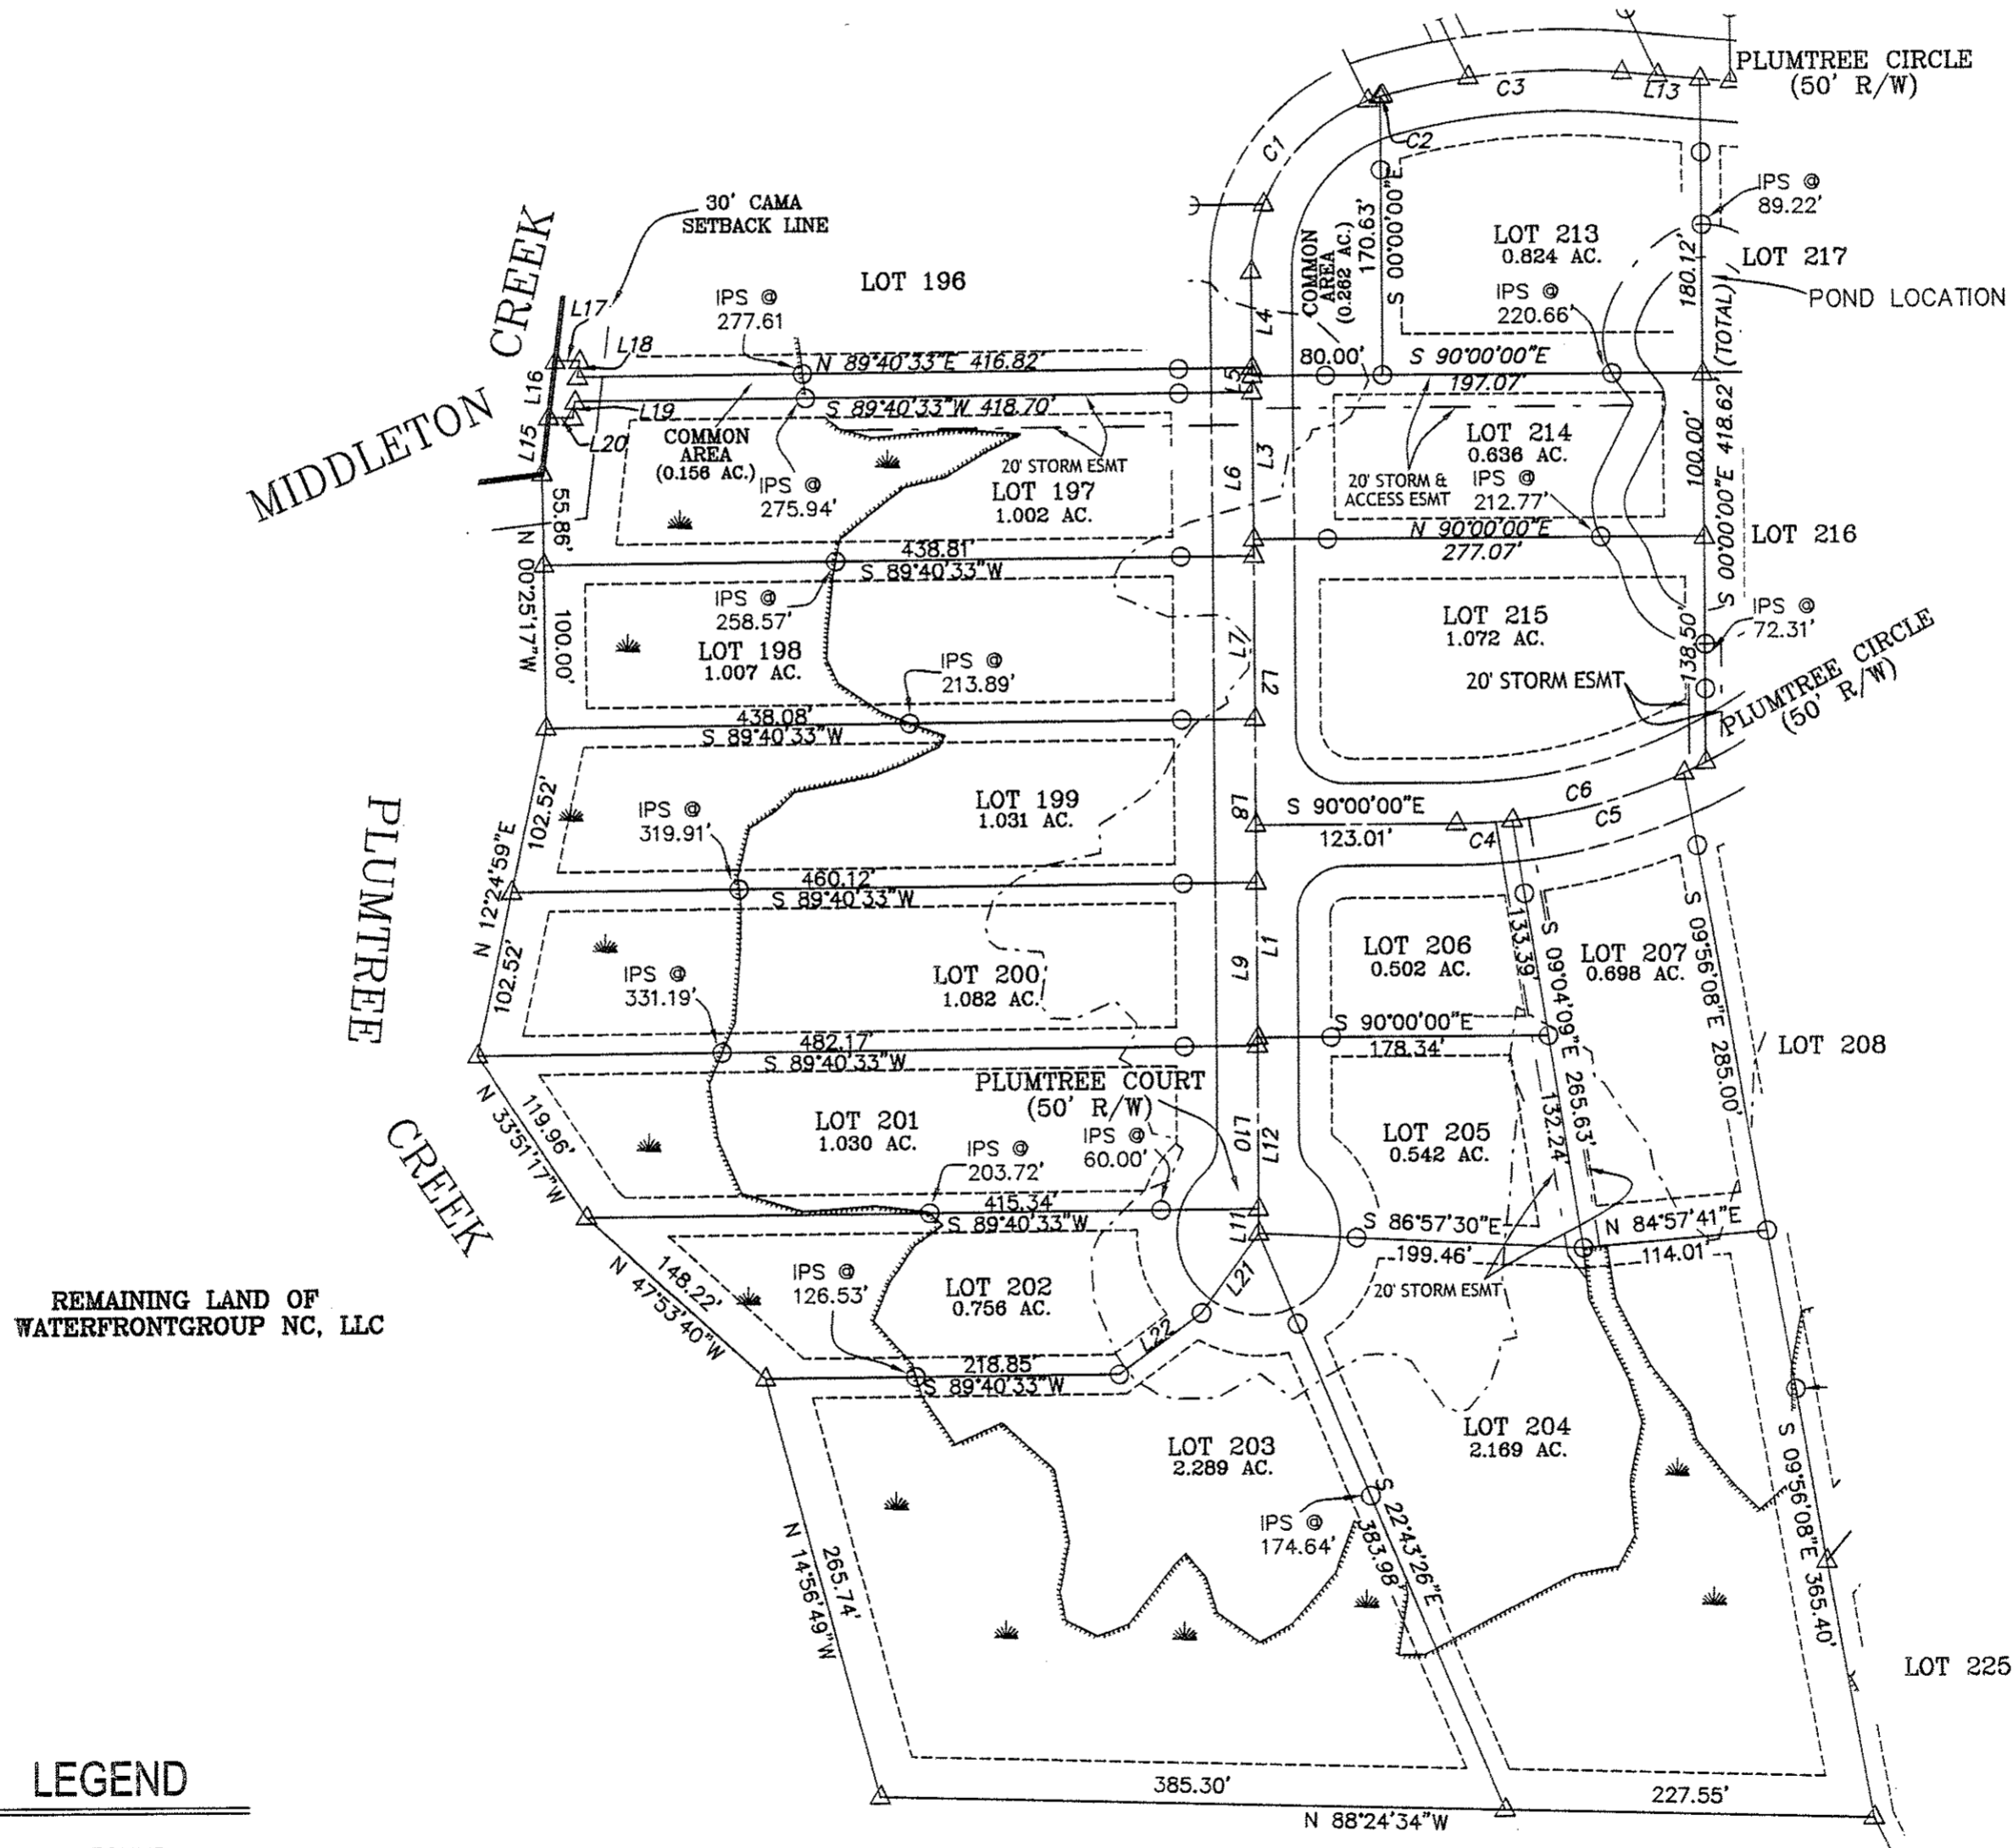 PLUMTREE CIRCLE
(50' R/W)
C3
L13
C2
C1
IPS @
89.22'
30' CAMA
SETBACK LINE
LOT 196
COMMON
AREA
(0.262 AC.)
170.63'
S 00°00'00"E
LOT 213
0.824 AC.
180.12'
LOT 217
POND LOCATION
MIDDLETON
CREEK
L17
L18
IPS @
277.61
L4
IPS @
220.66'
N 89°40'33"E 416.82'
80.00'
S 90°00'00"E
197.07'
L16
L5
L19
S 89°40'33"W 418.70'
L15
L20
COMMON
AREA
(0.156 AC.)
20' STORM ESMT
IPS @
275.94'
LOT 197
1.002 AC.
L6
L3
LOT 214
0.636 AC.
20' STORM &
ACCESS ESMT
IPS @
212.77'
100.00'
S 00°00'00"E 418.62' (TOTAL)
55.86'
N 00°25'17"W
438.81'
S 89°40'33"W
N 90°00'00"E
277.07'
LOT 216
IPS @
258.57'
100.00'
LOT 198
1.007 AC.
IPS @
213.89'
L7
L2
LOT 215
1.072 AC.
IPS @
72.31'
138.50'
20' STORM ESMT
PLUMTREE CIRCLE
(50' R/W)
438.08'
S 89°40'33"W
102.52'
N 12°24'59"E
IPS @
319.91'
LOT 199
1.031 AC.
L8
S 90°00'00"E
123.01'
C4
C6
C5
460.12'
S 89°40'33"W
PLUMTREE
CREEK
102.52'
IPS @
331.19'
LOT 200
1.082 AC.
L9
L1
LOT 206
0.502 AC.
133.39'
S 09°04'09"E 265.63'
LOT 207
0.698 AC.
S 09°56'08"E 285.00'
482.17'
S 89°40'33"W
S 90°00'00"E
178.34'
LOT 208
PLUMTREE COURT
(50' R/W)
119.96'
N 33°51'17"W
LOT 201
1.030 AC.
IPS @
203.72'
IPS @
60.00'
L10
L12
LOT 205
0.542 AC.
132.24'
415.34'
S 89°40'33"W
L11
S 86°57'30"E
199.46'
N 84°57'41"E
114.01'
20' STORM ESMT
REMAINING LAND OF
WATERFRONTGROUP NC, LLC
148.22'
N 47°53'40"W
IPS @
126.53'
LOT 202
0.756 AC.
L21
L22
218.85'
S 89°40'33"W
LOT 203
2.289 AC.
LOT 204
2.169 AC.
IPS @
174.64'
S 22°43'26"E
383.98'
S 09°56'08"E 365.40'
265.74'
N 14°56'49"W
LOT 225
385.30'
227.55'
N 88°24'34"W
LEGEND